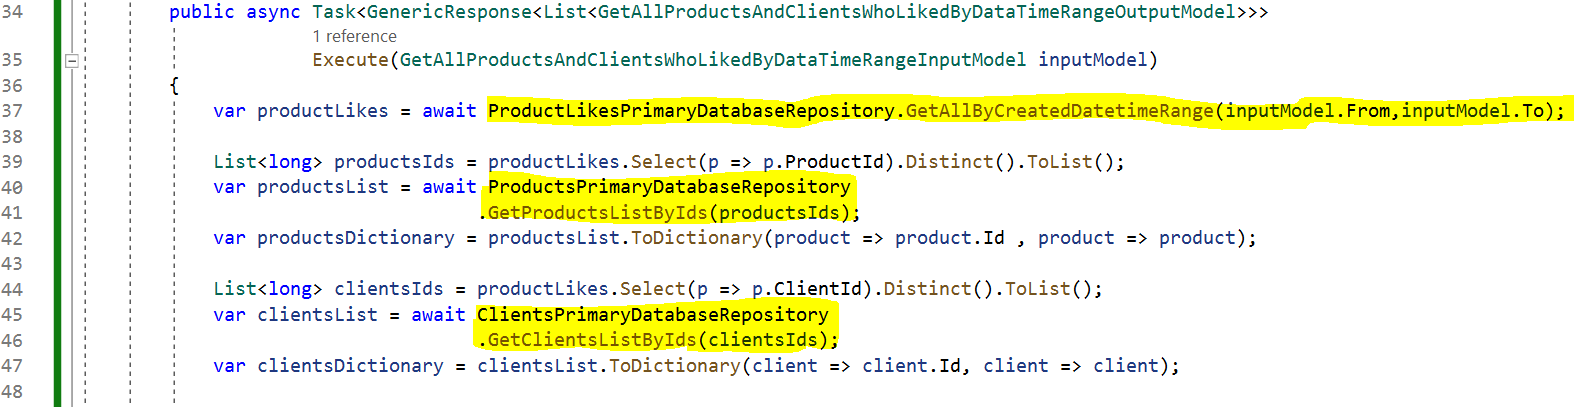 34 public async Task<GenericResponse<List<GetAllProductsAndClientsWhoLikedByDataTimeRangeOutputModel>>>
1 reference
35 Execute(GetAllProductsAndClientsWhoLikedByDataTimeRangeInputModel inputModel)
36 {
37 var productLikes = await ProductLikesPrimaryDatabaseRepository.GetAllByCreatedDatetimeRange(inputModel.From,inputModel.To);
38
39 List<long> productsIds = productLikes.Select(p => p.ProductId).Distinct().ToList();
40 var productsList = await ProductsPrimaryDatabaseRepository
41 .GetProductsListByIds(productsIds);
42 var productsDictionary = productsList.ToDictionary(product => product.Id , product => product);
43
44 List<long> clientsIds = productLikes.Select(p => p.ClientId).Distinct().ToList();
45 var clientsList = await ClientsPrimaryDatabaseRepository
46 .GetClientsListByIds(clientsIds);
47 var clientsDictionary = clientsList.ToDictionary(client => client.Id, client => client);
48